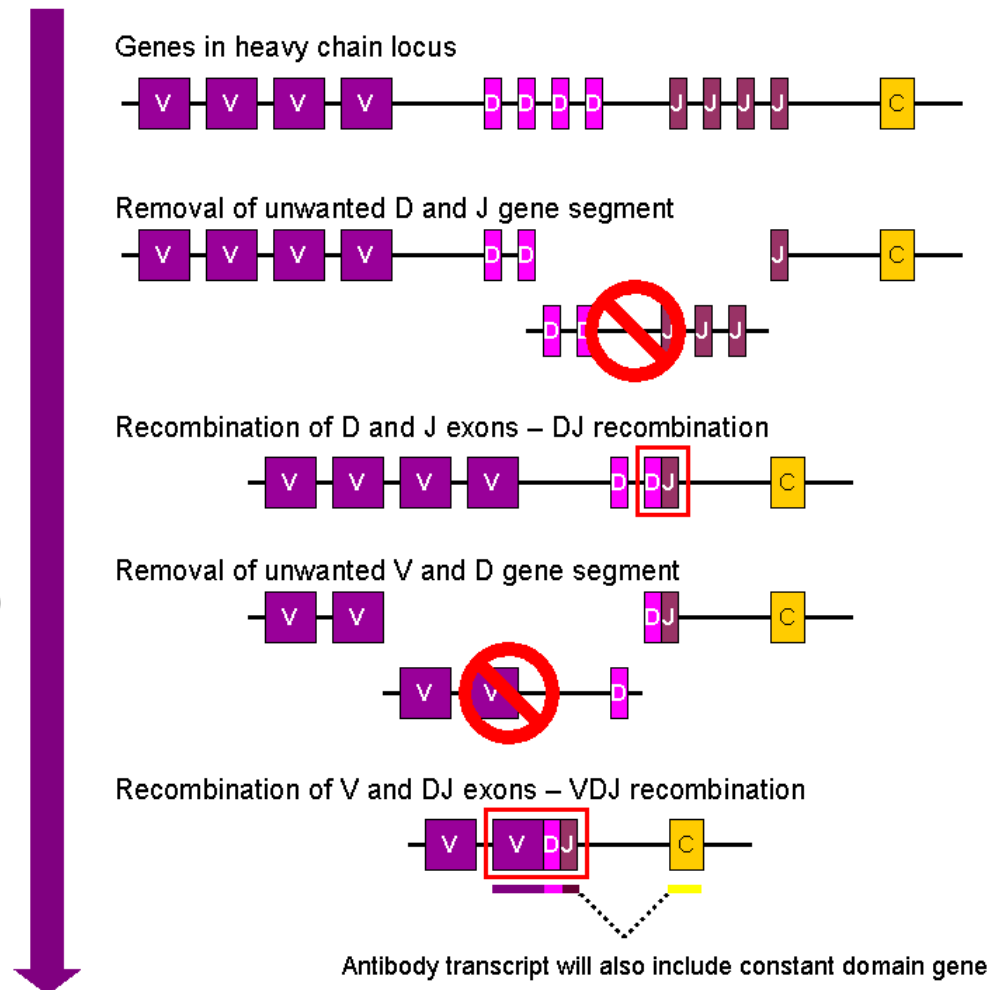 Genes in heavy chain locus
V V V V D D D D J J J J C
Removal of unwanted D and J gene segment
V V V V D D J C
D D J J J
Recombination of D and J exons – DJ recombination
V V V V D D J C
Removal of unwanted V and D gene segment
V V D J C
V V D
Recombination of V and DJ exons – VDJ recombination
V V D J C
Antibody transcript will also include constant domain gene